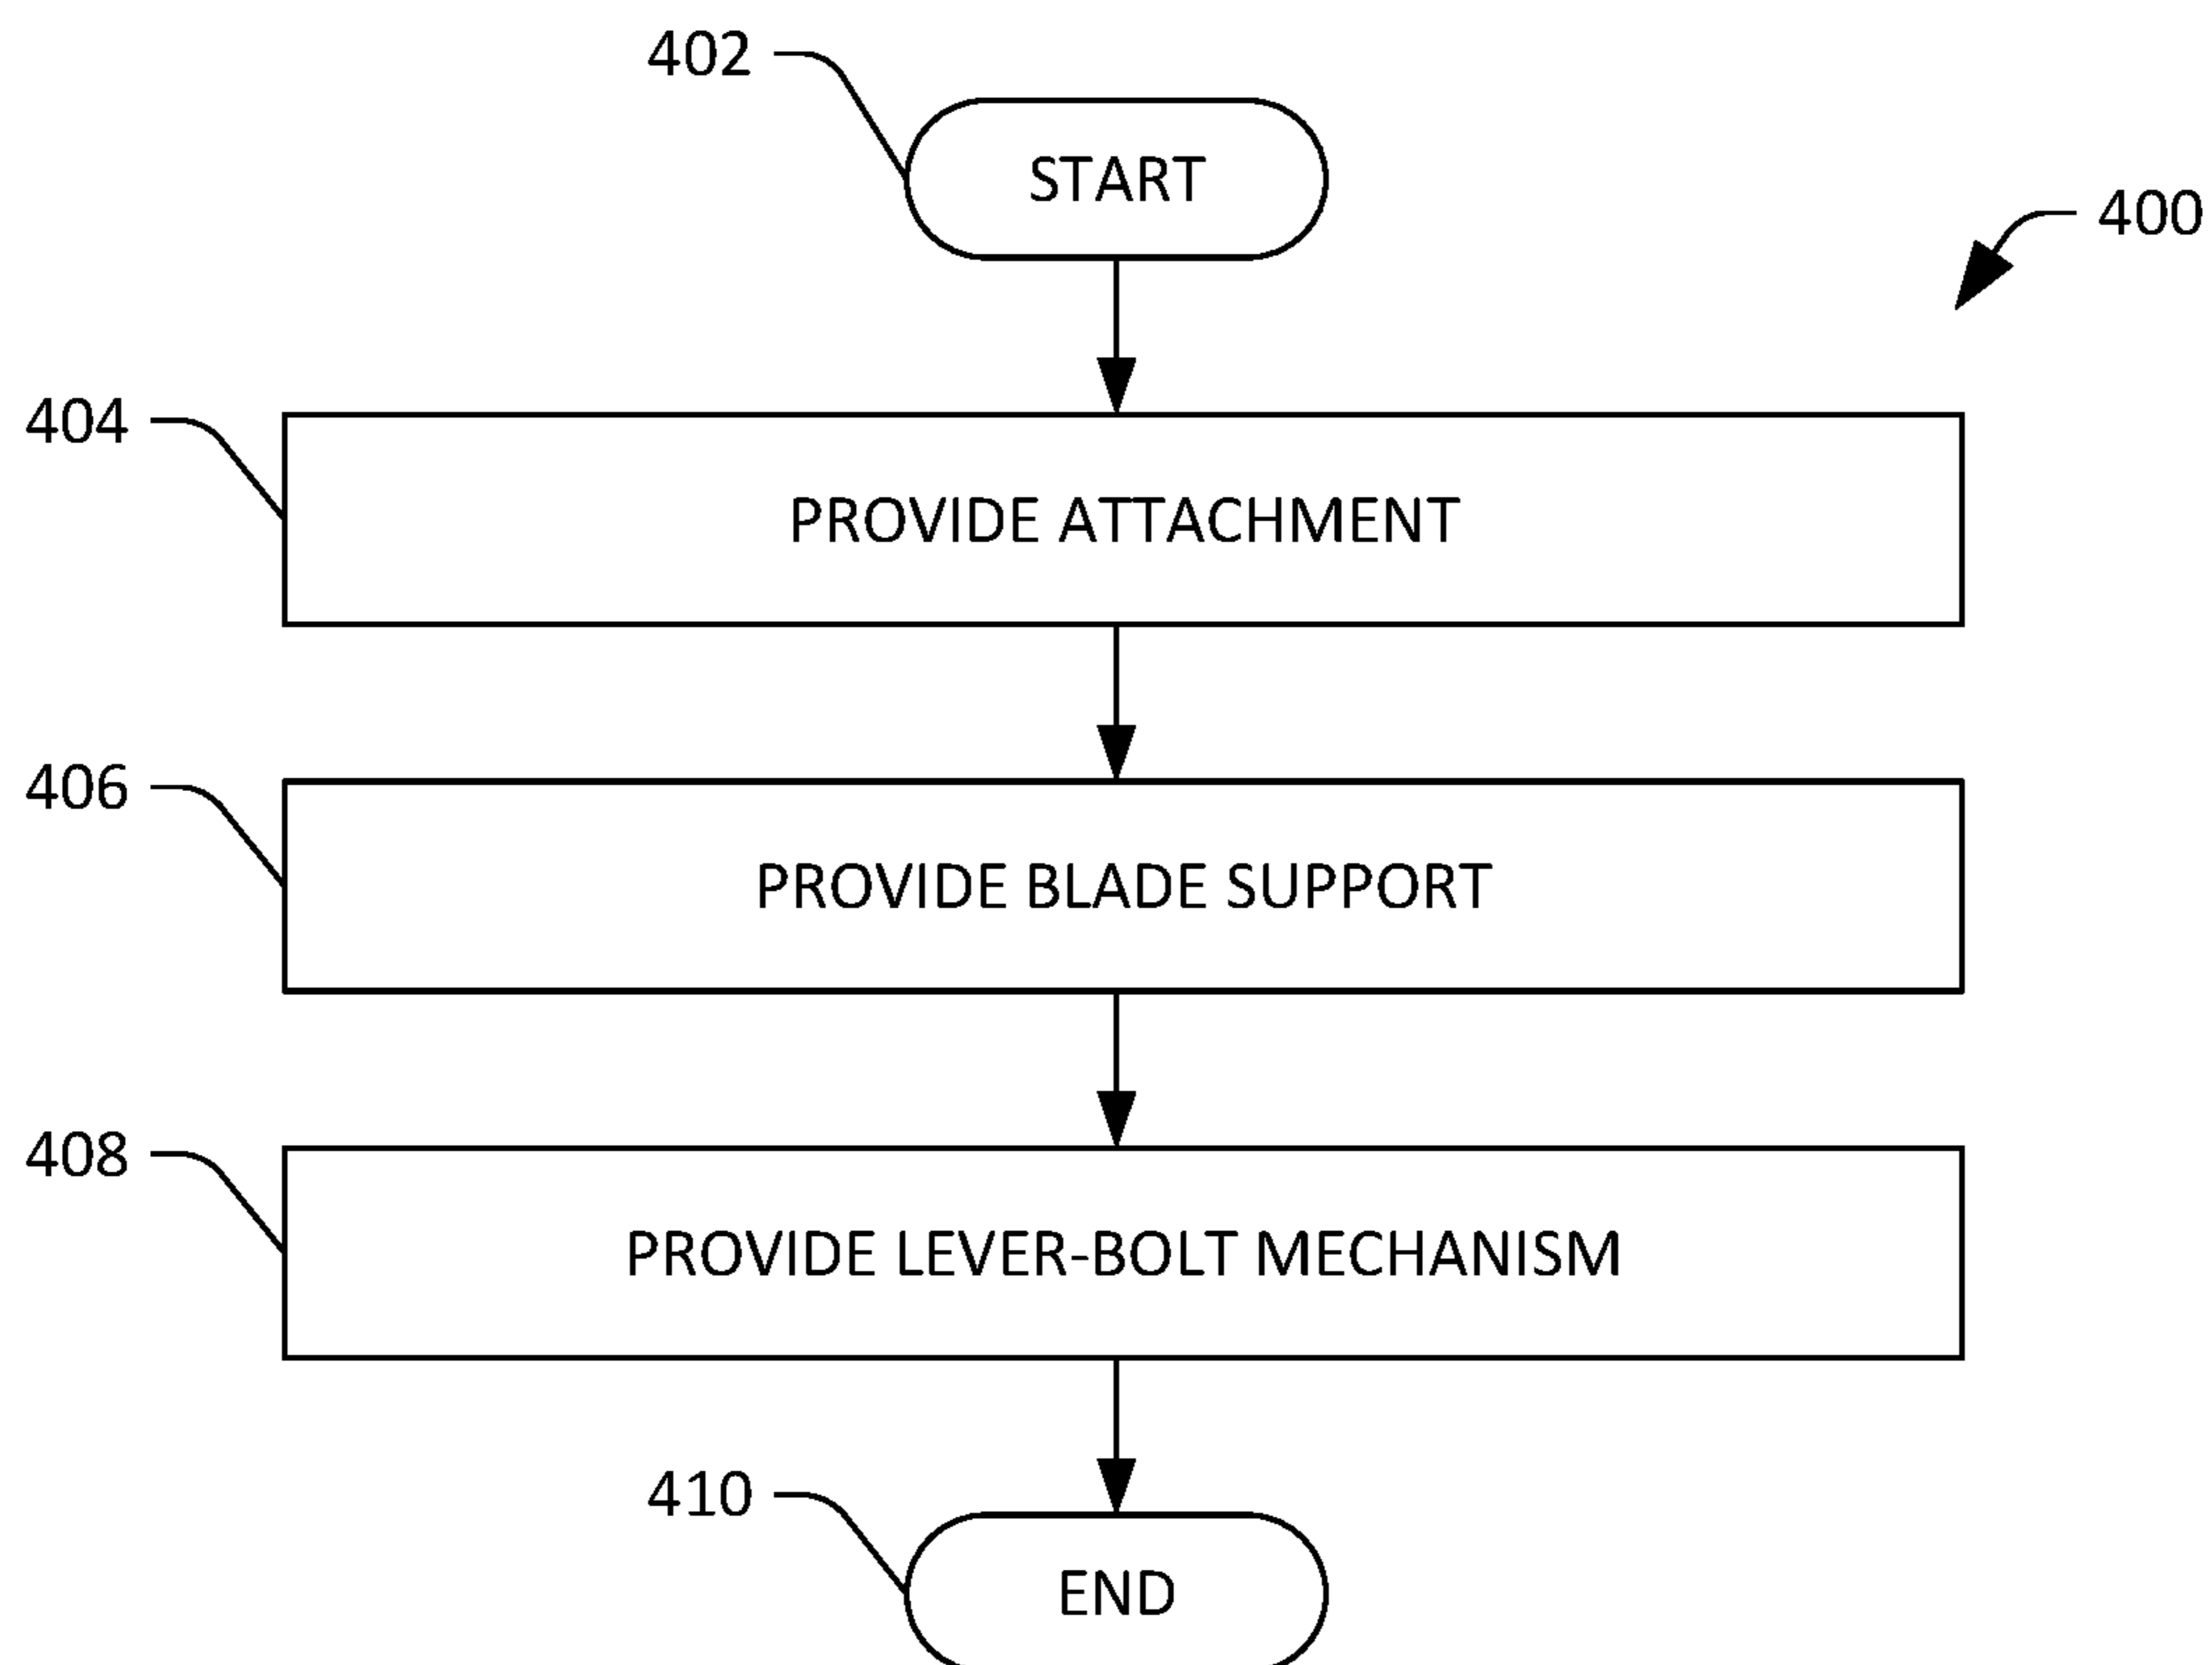 402
START
400
404
PROVIDE ATTACHMENT
406
PROVIDE BLADE SUPPORT
408
PROVIDE LEVER-BOLT MECHANISM
410
END